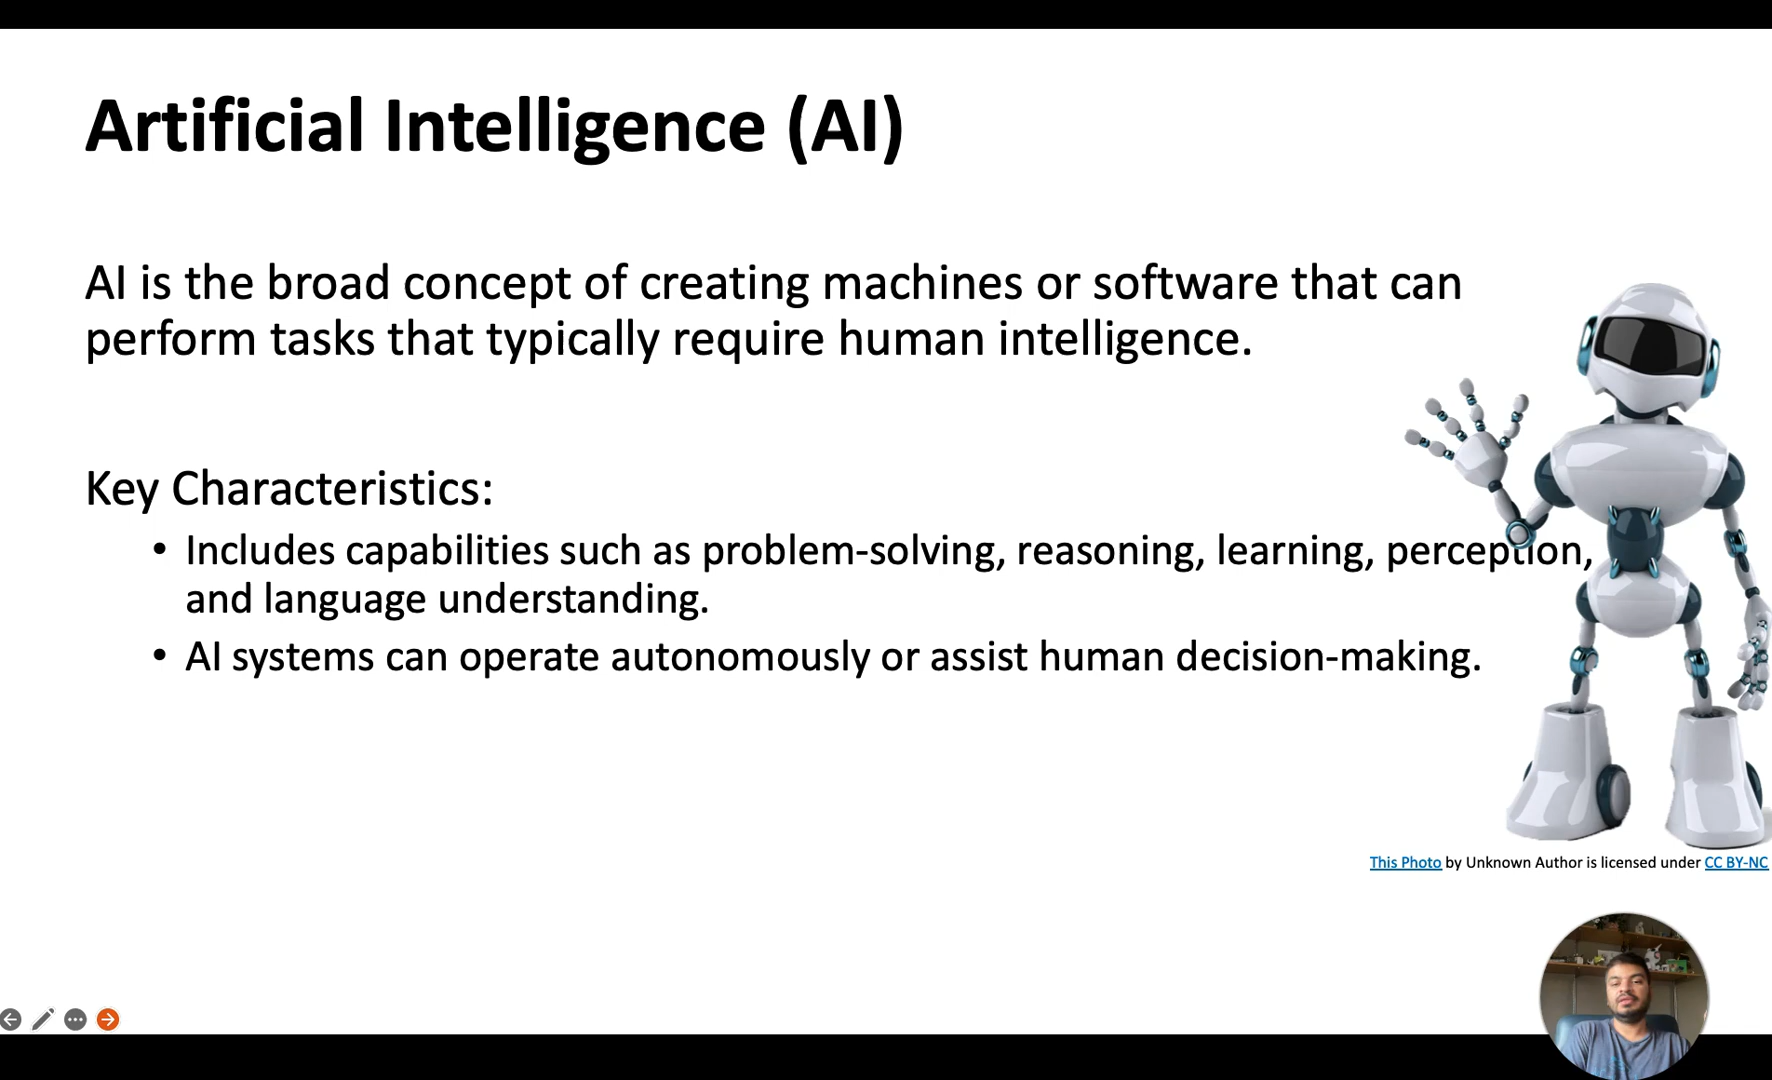 Artificial Intelligence (AI)
AI is the broad concept of creating machines or software that can
perform tasks that typically require human intelligence.
Key Characteristics:
• Includes capabilities such as problem-solving, reasoning, learning, perception,
and language understanding.
• AI systems can operate autonomously or assist human decision-making.
This Photo by Unknown Author is licensed under CC BY-NC